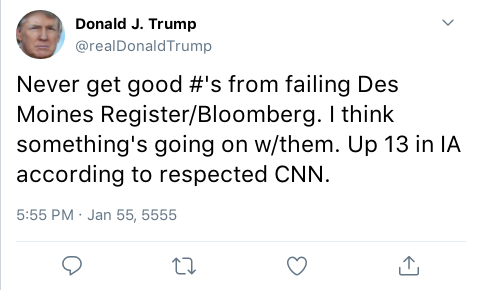 Donald J. Trump
@realDonaldTrump
Never get good #'s from failing Des
Moines Register/Bloomberg. I think
something's going on w/them. Up 13 in IA
according to respected CNN.
5:55 PM · Jan 55, 5555